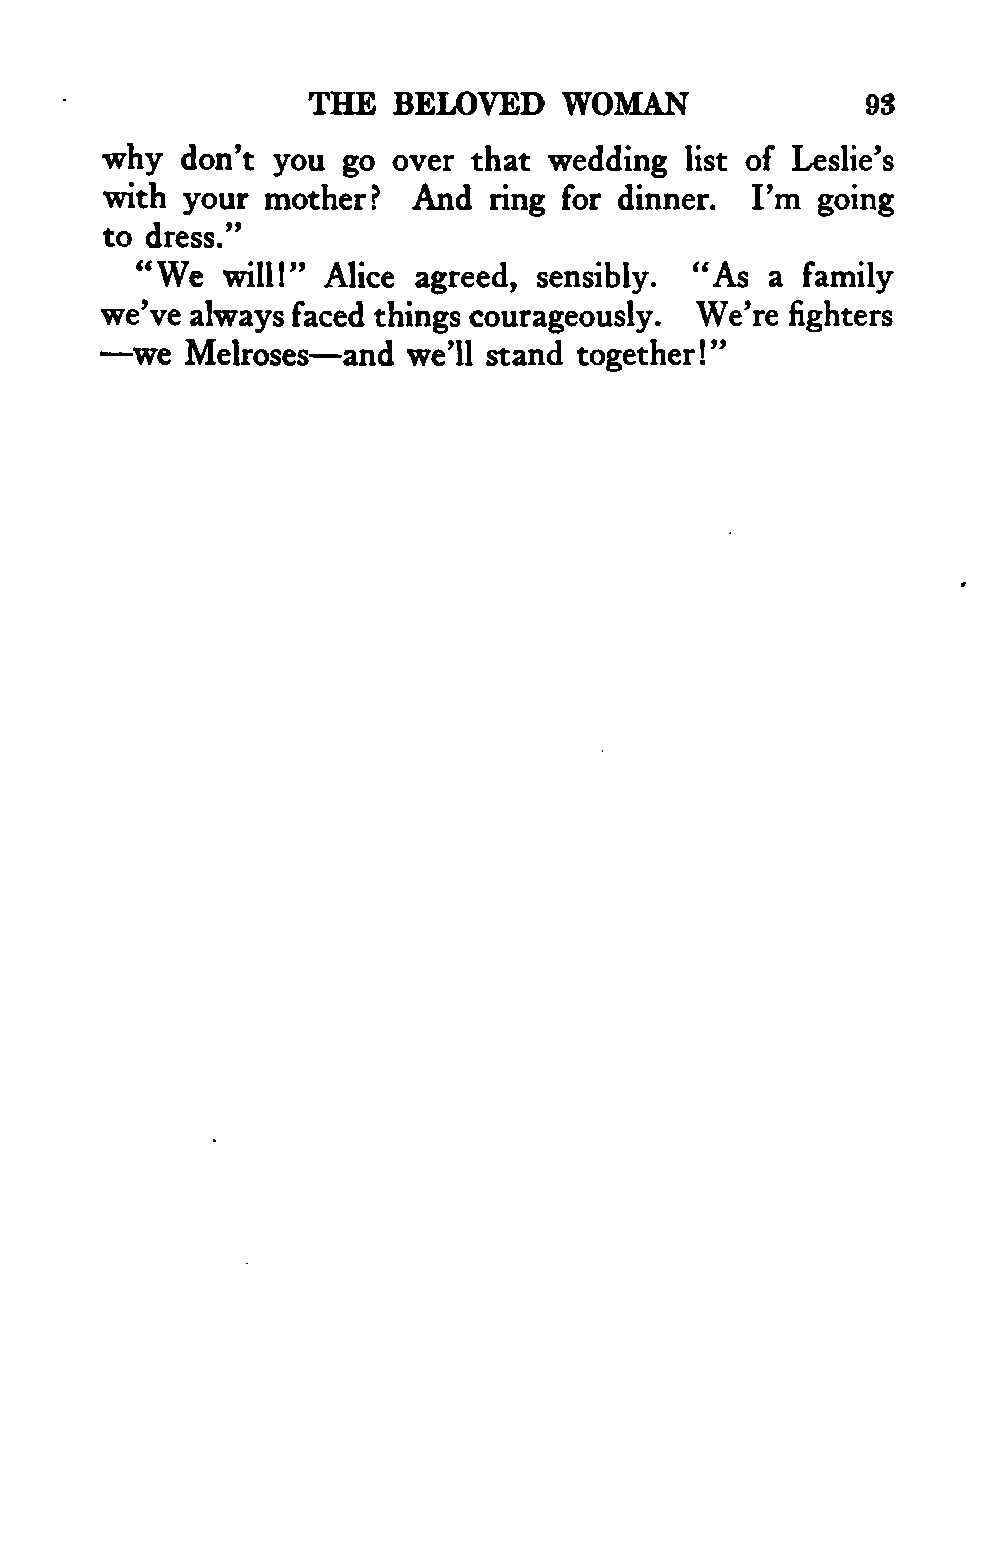 THE BELOVED WOMAN 93
why don't you go over that wedding list of Leslie's
with your mother? And ring for dinner. I'm going
to dress."
"We will!" Alice agreed, sensibly. "As a family
we've always faced things courageously. We're fighters
—we Melroses—and we'll stand together!"